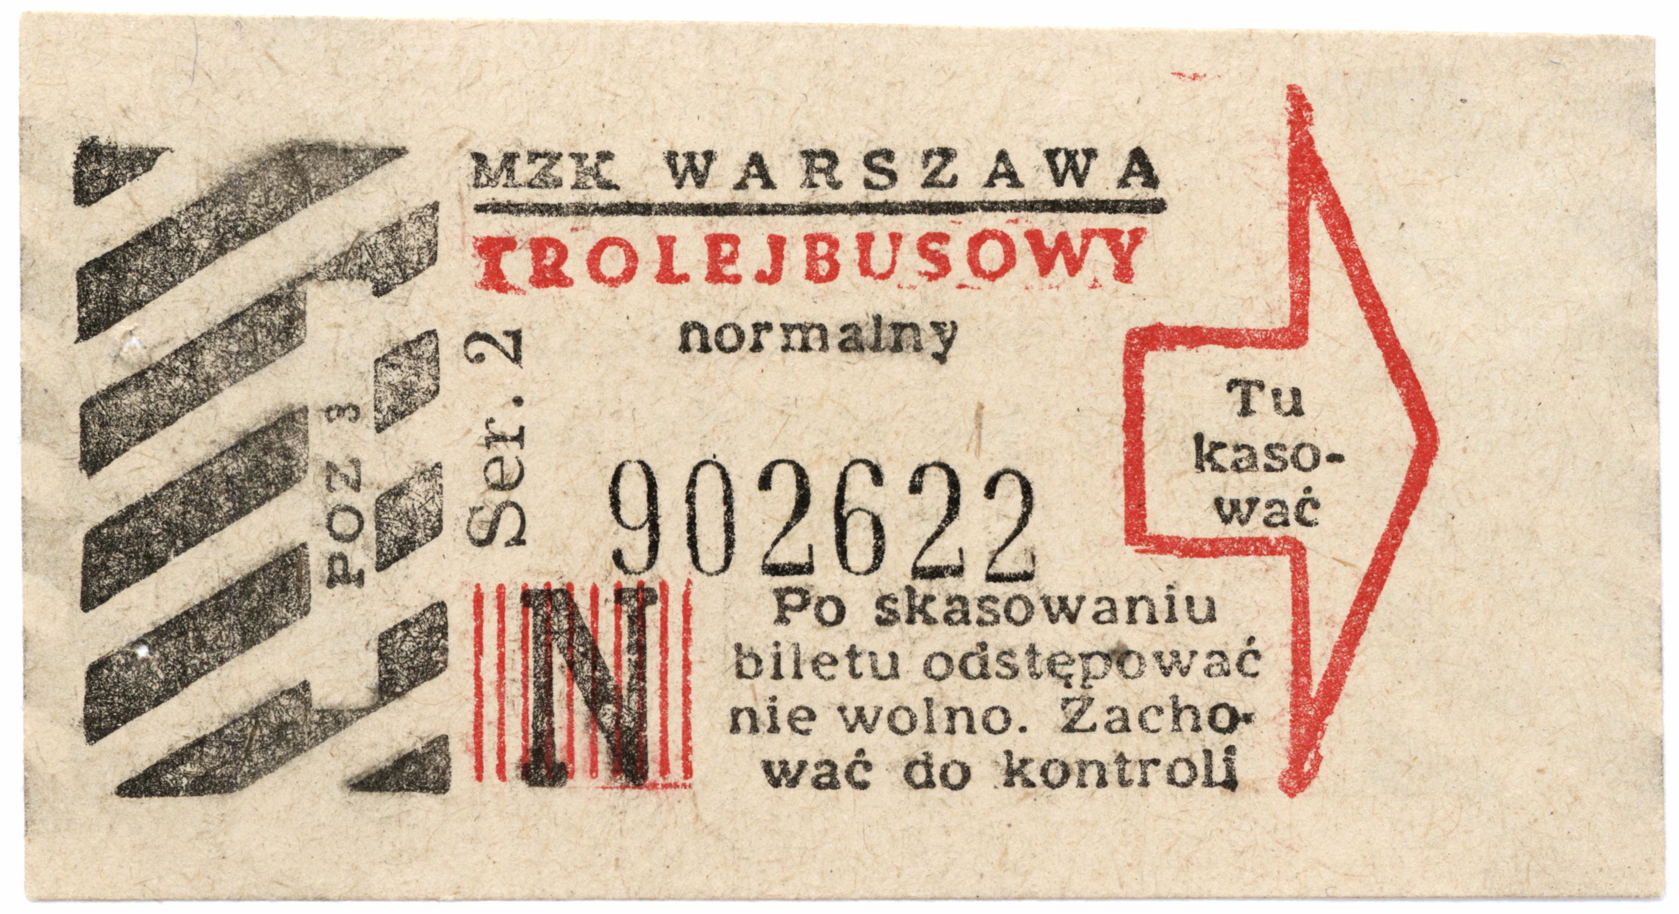 MZK WARSZAWA
TROLEJBUSOWY
normalny
Ser. 2
POZ 3
902622
Tu
kaso-
wać
N
Po skasowaniu
biletu odstępować
nie wolno. Zacho-
wać do kontroli